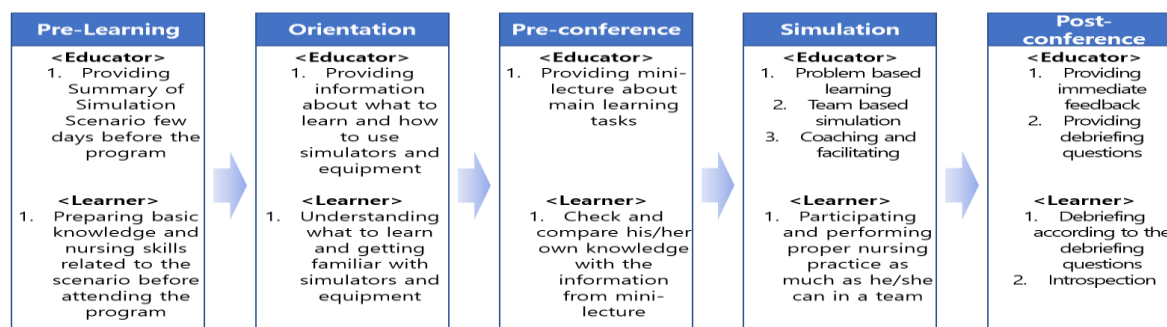 Pre-Learning
<Educator>
1. Providing
Summary of
Simulation
Scenario few
days before the
program
<Learner>
1. Preparing basic
knowledge and
nursing skills
related to the
scenario before
attending the
program
Orientation
<Educator>
1. Providing
information
about what to
learn and how
to use
simulators and
equipment
<Learner>
1. Understanding
what to learn
and getting
familiar with
simulators and
equipment
Pre-conference
<Educator>
1. Providing mini-
lecture about
main learning
tasks
<Learner>
1. Check and
compare his/her
own knowledge
with the
information
from mini-
lecture
Simulation
<Educator>
1. Problem based
learning
2. Team based
simulation
3. Coaching and
facilitating
<Learner>
1. Participating
and performing
proper nursing
practice as
much as he/she
can in a team
Post-
conference
<Educator>
1. Providing
immediate
feedback
2. Providing
debriefing
questions
<Learner>
1. Debriefing
according to the
debriefing
questions
2. Introspection